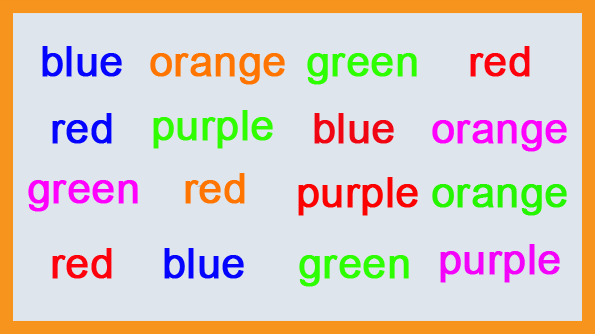 blue orange green red
red purple blue orange
green red purple orange
red blue green purple